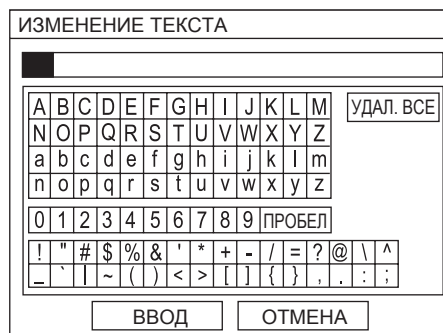 ИЗМЕНЕНИЕ ТЕКСТА
A B C D E F G H I J K L M УДАЛ. ВСЕ
N O P Q R S T U V W X Y Z
a b c d e f g h i j k l m
n o p q r s t u v w x y z
0 1 2 3 4 5 6 7 8 9 ПРОБЕЛ
! " # $ % & ' * + - / = ? @ \ ^
_ ` | ~ ( ) < > [ ] { } , . : ;
ВВОД ОТМЕНА